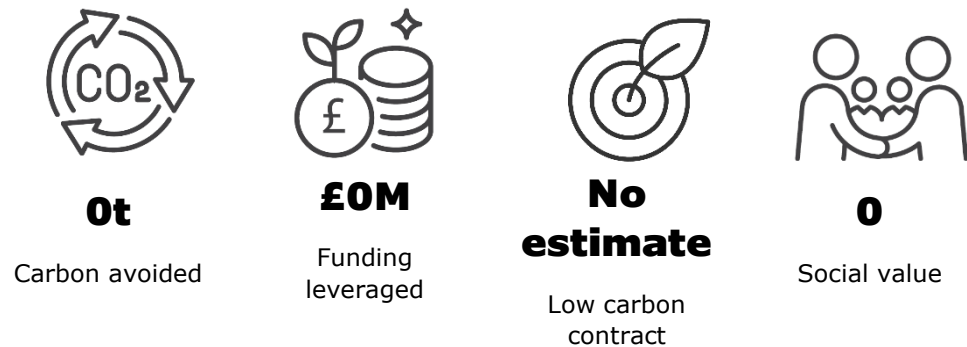 CO₂
£
0t
Carbon avoided
£0M
Funding
leveraged
No
estimate
Low carbon
contract
0
Social value